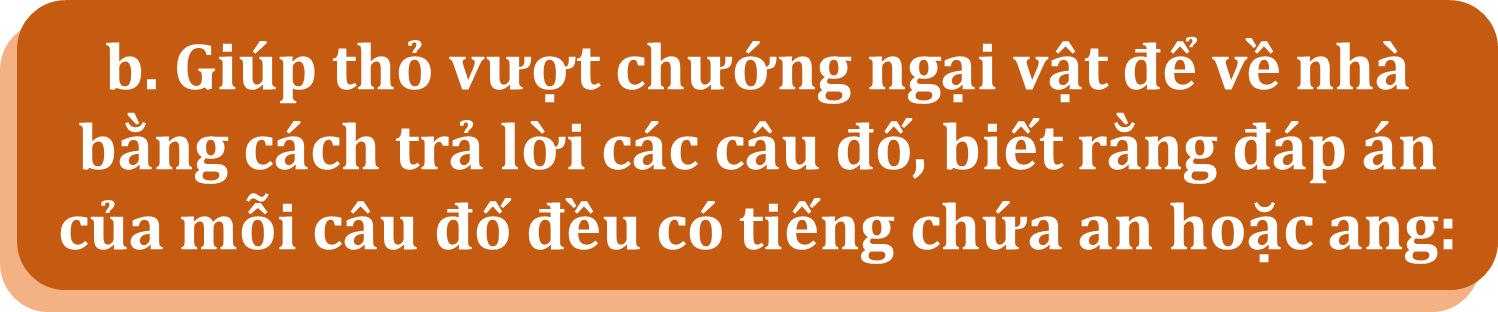 b. Giúp thỏ vượt chướng ngại vật để về nhà
bằng cách trả lời các câu đố, biết rằng đáp án
của mỗi câu đố đều có tiếng chứa an hoặc ang: